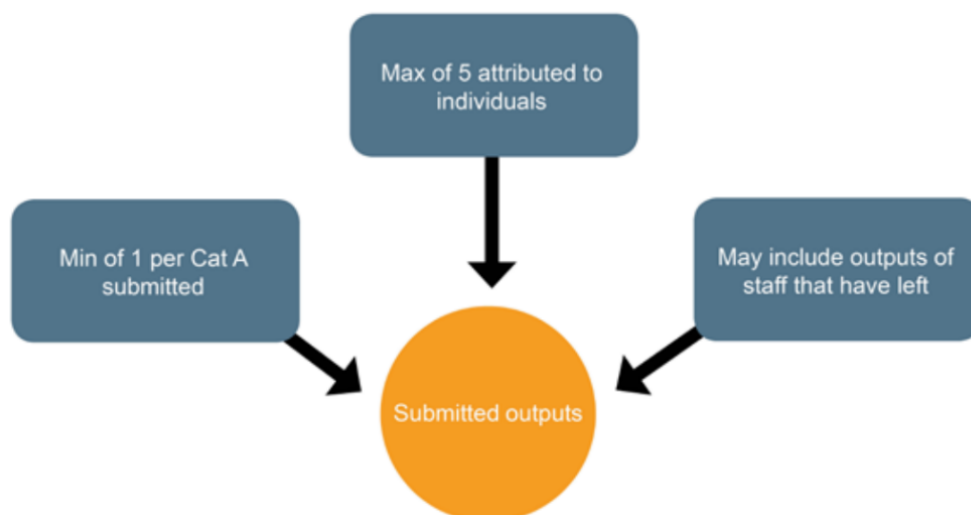 Max of 5 attributed to
individuals
Min of 1 per Cat A
submitted
May include outputs of
staff that have left
Submitted outputs